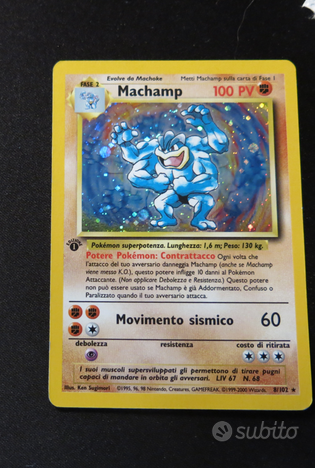 Evolve da Machoke
Metti Machamp sulla carta di Fase 1
FASE 2
Machamp
100 PV
EDITION
1
Pokémon superpotenza. Lunghezza: 1,6 m; Peso: 130 kg.
Potere Pokémon: Contrattacco Ogni volta che
l'attacco del tuo avversario danneggia Machamp (anche se Machamp
viene messo K.O.), questo potere infligge 10 danni al Pokémon
Attaccante. (Non applicare Debolezza e Resistenza.) Questo potere
non può essere usato se Machamp è già Addormentato, Confuso o
Paralizzato quando il tuo avversario attacca.
Movimento sismico 60
debolezza
resistenza
costo di ritirata
I suoi muscoli supersviluppati gli permettono di tirare pugni
capaci di mandare in orbita gli avversari. LIV 67 N. 68
Illus. Ken Sugimori
©1995, 96, 98 Nintendo, Creatures, GAMEFREAK. ©1999-2000 Wizards.
8/102 ★
subito